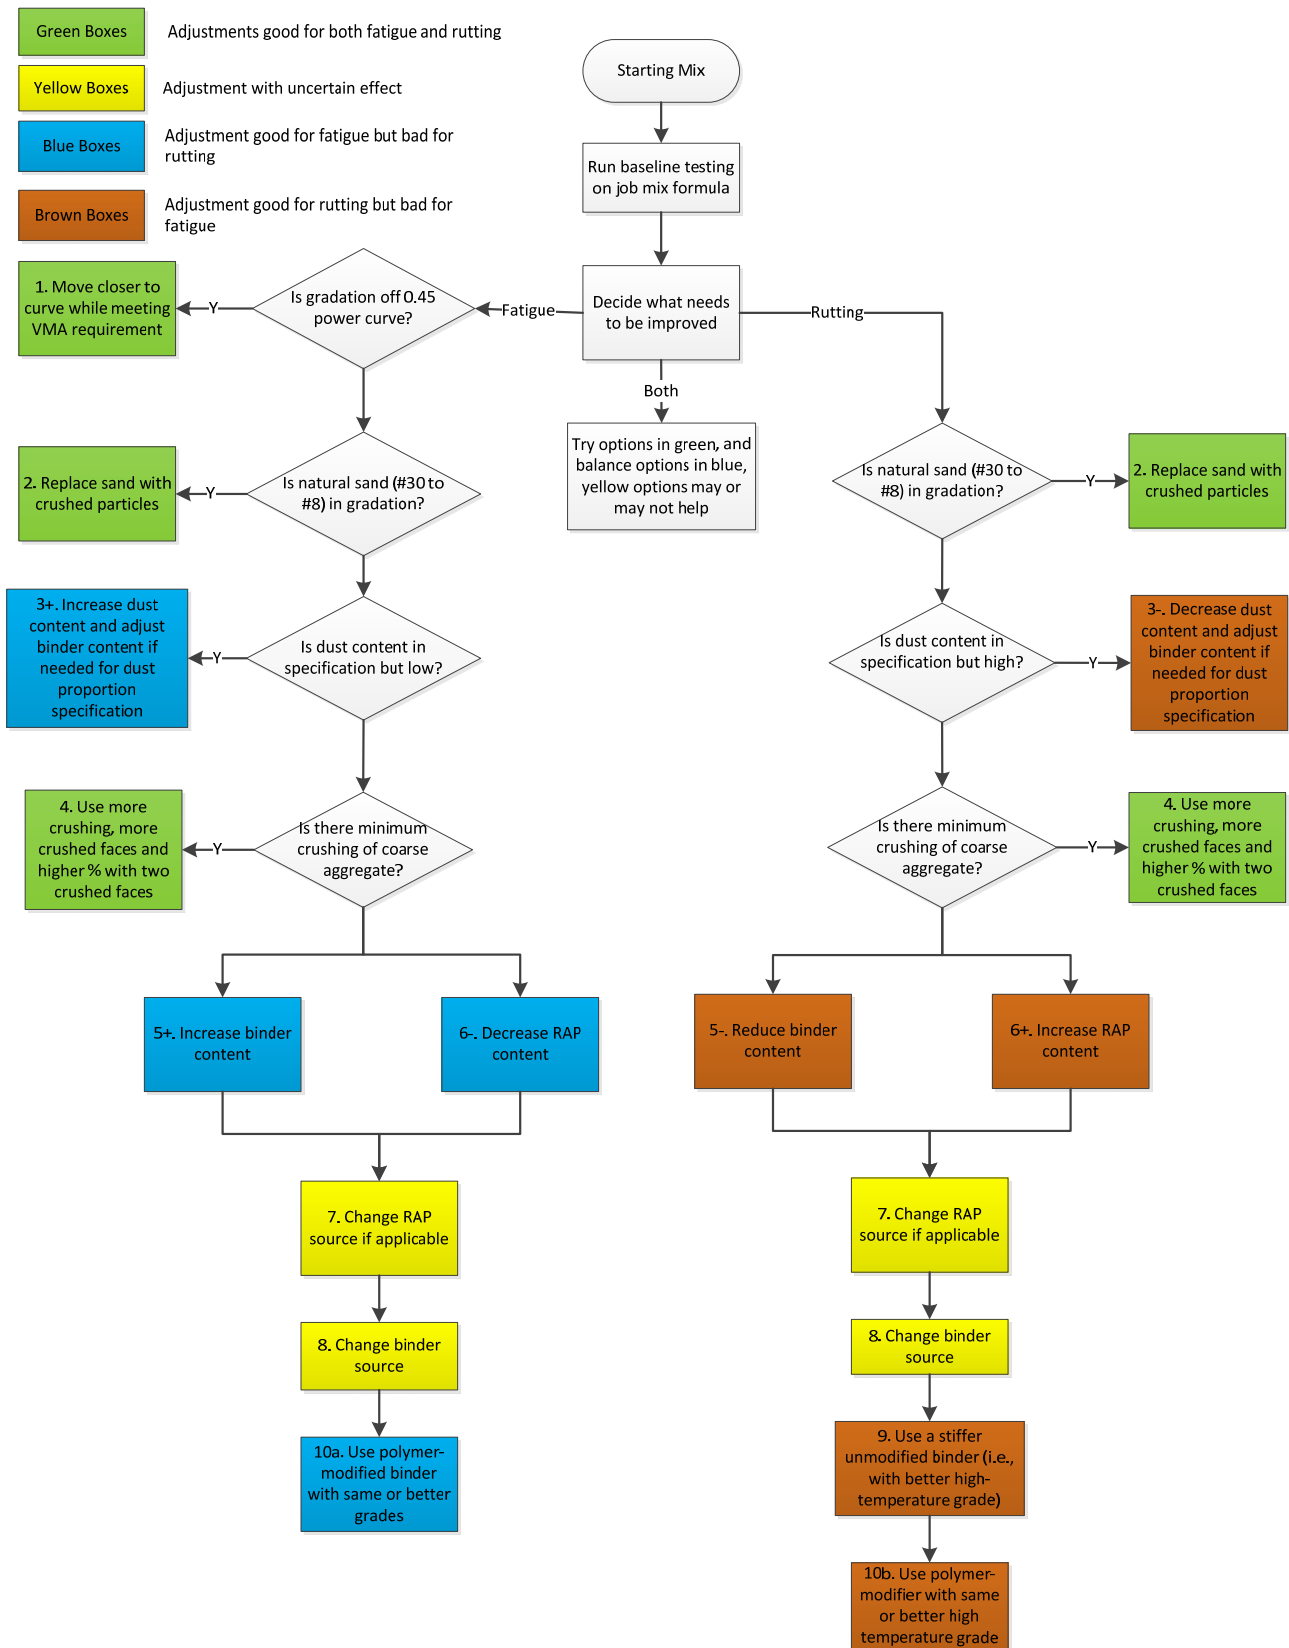 Green Boxes
Adjustments good for both fatigue and rutting
Yellow Boxes
Adjustment with uncertain effect
Blue Boxes
Adjustment good for fatigue but bad for
rutting
Brown Boxes
Adjustment good for rutting but bad for
fatigue
Starting Mix
Run baseline testing
on job mix formula
Decide what needs
to be improved
Fatigue
Rutting
Both
Try options in green, and
balance options in blue,
yellow options may or
may not help
Is gradation off 0.45
power curve?
Y
1. Move closer to
curve while meeting
VMA requirement
Is natural sand (#30 to
#8) in gradation?
Y
2. Replace sand with
crushed particles
Is dust content in
specification but low?
Y
3+. Increase dust
content and adjust
binder content if
needed for dust
proportion
specification
Is there minimum
crushing of coarse
aggregate?
Y
4. Use more
crushing, more
crushed faces and
higher % with two
crushed faces
5+. Increase binder
content
6-. Decrease RAP
content
7. Change RAP
source if applicable
8. Change binder
source
10a. Use polymer-
modified binder
with same or better
grades
Is natural sand (#30 to
#8) in gradation?
Y
2. Replace sand with
crushed particles
Is dust content in
specification but high?
Y
3-. Decrease dust
content and adjust
binder content if
needed for dust
proportion
specification
Is there minimum
crushing of coarse
aggregate?
Y
4. Use more
crushing, more
crushed faces and
higher % with two
crushed faces
5-. Reduce binder
content
6+. Increase RAP
content
7. Change RAP
source if applicable
8. Change binder
source
9. Use a stiffer
unmodified binder (i.e.,
with better high-
temperature grade)
10b. Use polymer-
modifier with same
or better high
temperature grade